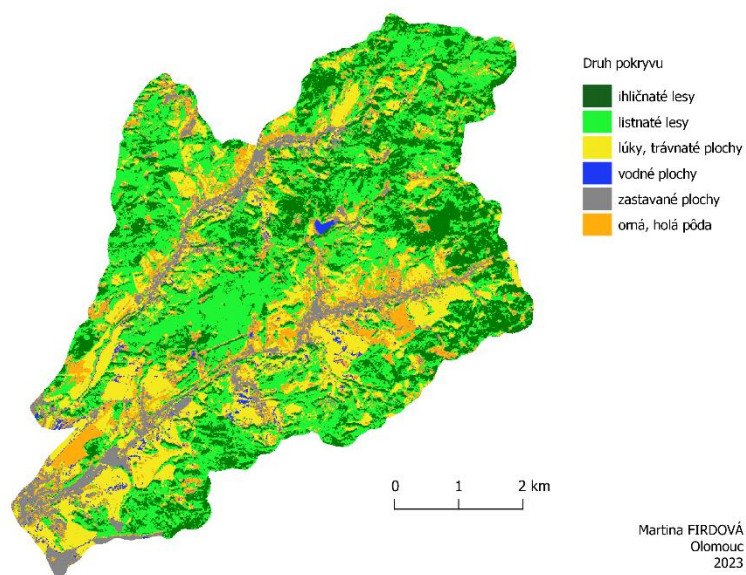 Druh pokryvu
ihličnaté lesy
listnaté lesy
lúky, trávnaté plochy
vodné plochy
zastavané plochy
orná, holá pôda
0 1 2 km
Martina FIRDOVÁ
Olomouc
2023